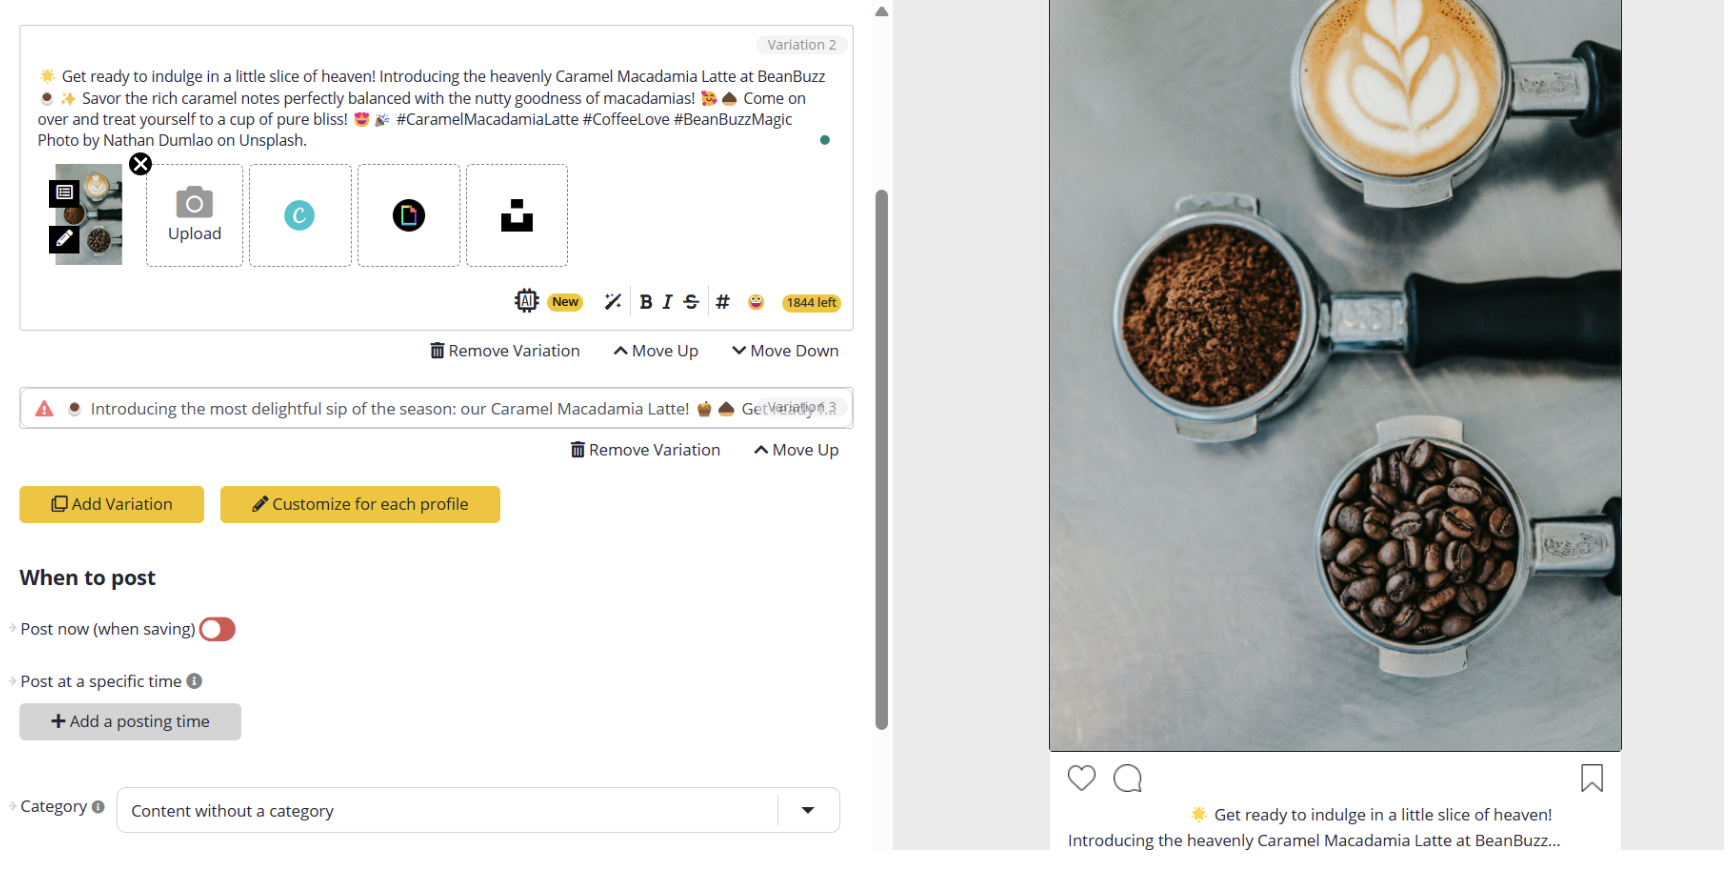 Variation 2
🌟 Get ready to indulge in a little slice of heaven! Introducing the heavenly Caramel Macadamia Latte at BeanBuzz
☕ ✨ Savor the rich caramel notes perfectly balanced with the nutty goodness of macadamias! 🥰 🌰 Come on
over and treat yourself to a cup of pure bliss! 😍 🎉 #CaramelMacadamiaLatte #CoffeeLove #BeanBuzzMagic
Photo by Nathan Dumlao on Unsplash.
Upload
AI New B I S # 1844 left
Remove Variation Move Up Move Down
☕ Introducing the most delightful sip of the season: our Caramel Macadamia Latte! 🌰 Get ready f...
Variation 3
Remove Variation Move Up
Add Variation Customize for each profile
When to post
Post now (when saving)
Post at a specific time
+ Add a posting time
Category Content without a category
🌟 Get ready to indulge in a little slice of heaven!
Introducing the heavenly Caramel Macadamia Latte at BeanBuzz...